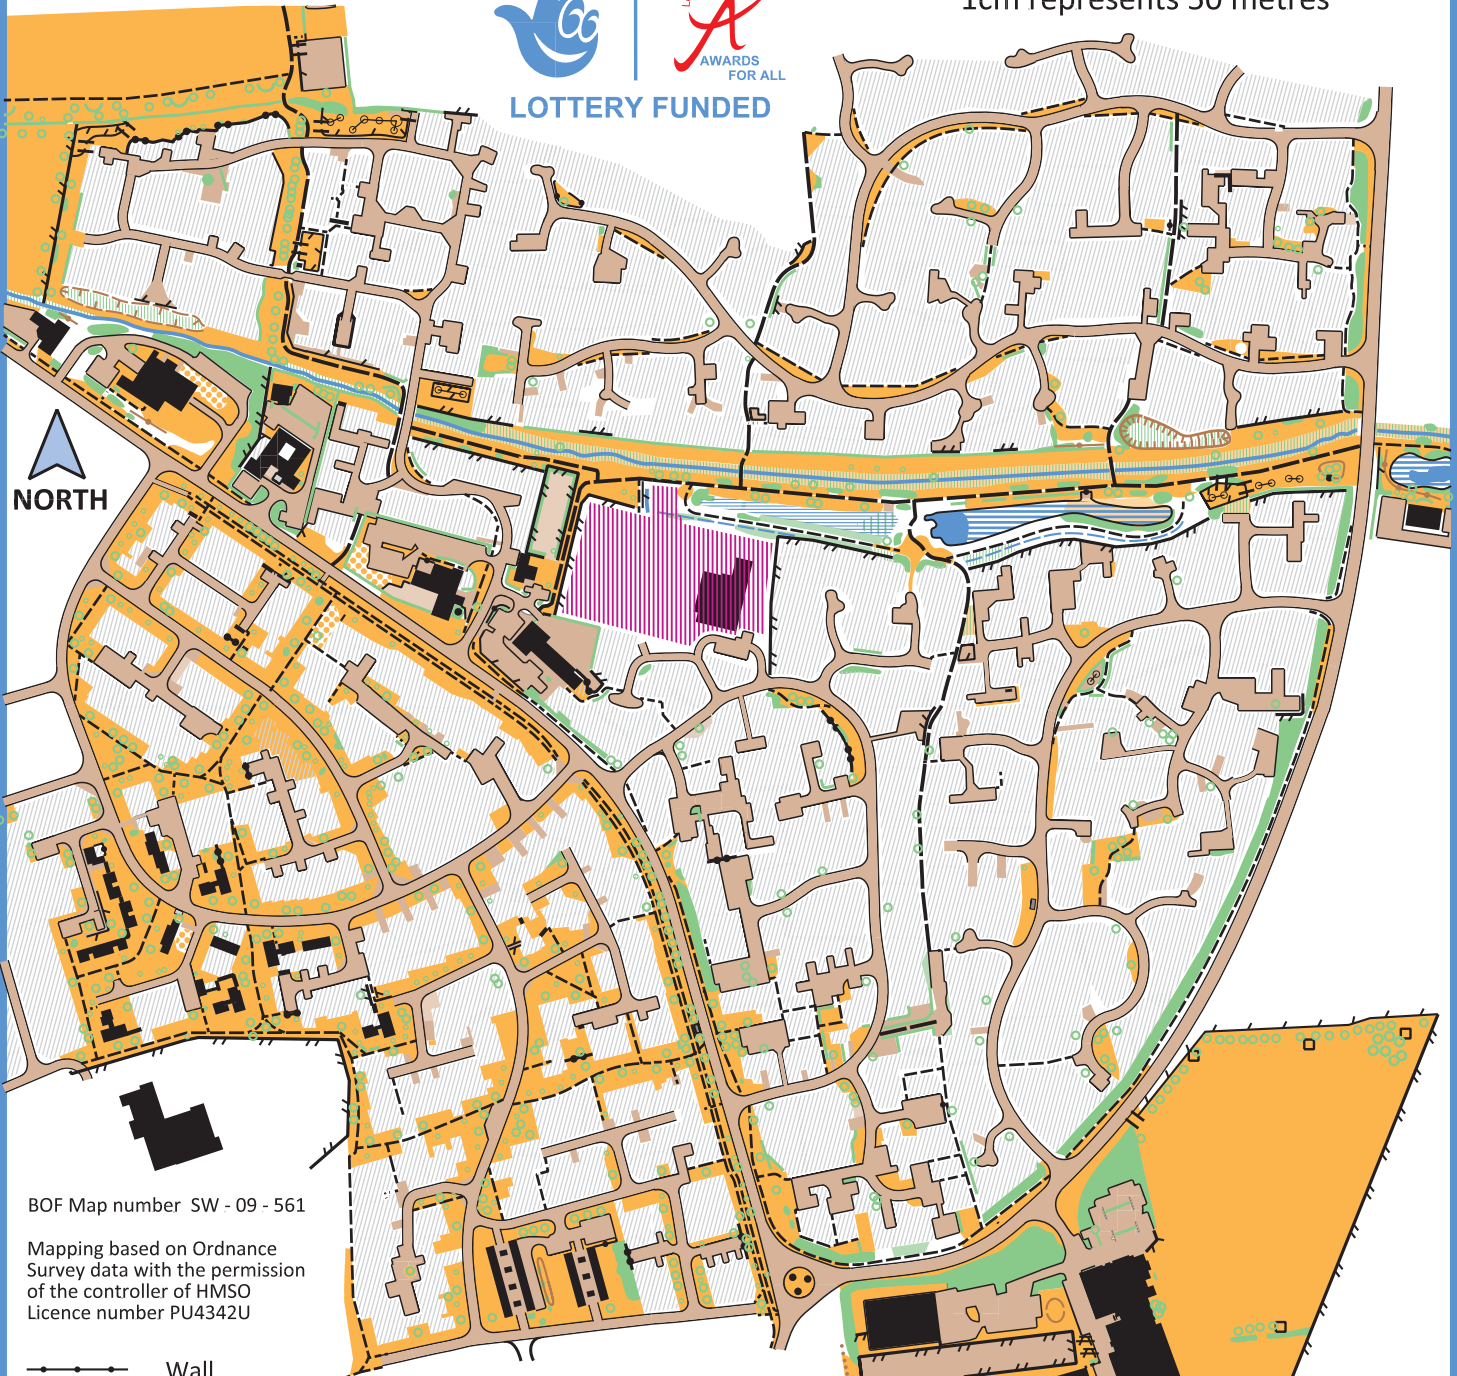 1cm represents 50 metres
AWARDS
FOR ALL
LOTTERY FUNDED
NORTH
BOF Map number SW - 09 - 561
Mapping based on Ordnance
Survey data with the permission
of the controller of HMSO
Licence number PU4342U
Wall